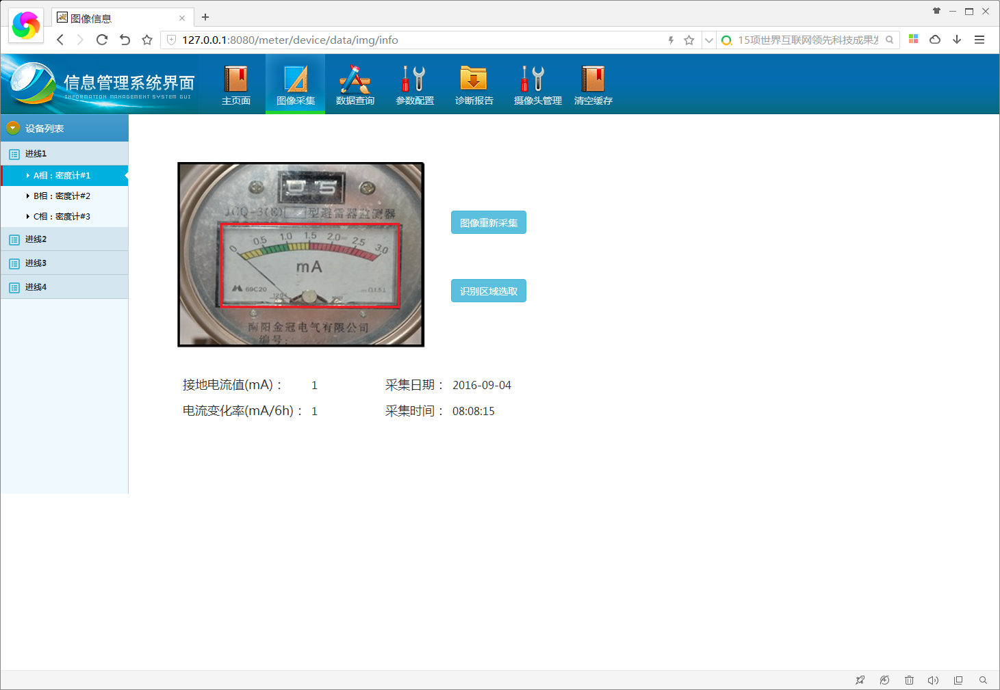 图像信息
127.0.0.1:8080/meter/device/data/img/info
15项世界互联网领先科技成果发
信息管理系统界面
INFORMATION MANAGEMENT SYSTEM GUI
主页面
图像采集
数据查询
参数配置
诊断报告
摄像头管理
清空缓存
设备列表
进线1
A相：密度计#1
B相：密度计#2
C相：密度计#3
进线2
进线3
进线4
05
JCQ-3(E) 型避雷器监测器
0 0.5 1.0 1.5 2.0 2.5 3.0
mA
69C20
南阳金冠电气有限公司
编号:
图像重新采集
识别区域选取
接地电流值(mA)： 1 采集日期： 2016-09-04
电流变化率(mA/6h)： 1 采集时间： 08:08:15